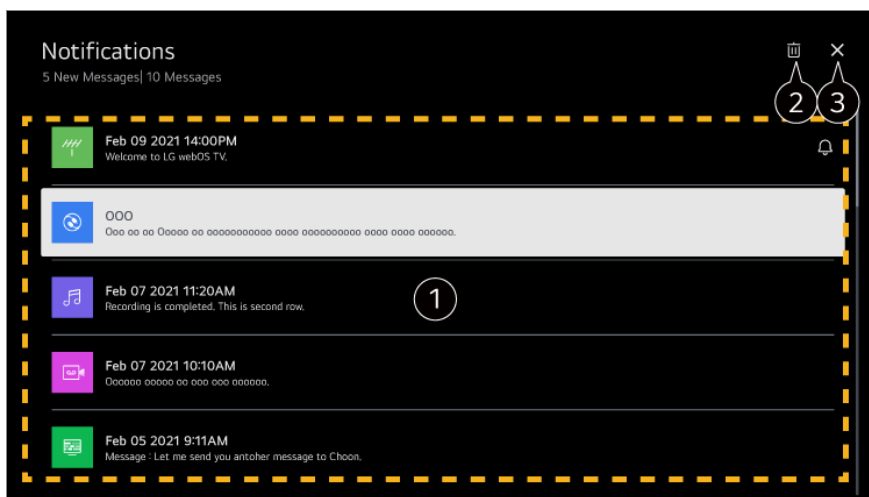 Notifications
5 New Messages| 10 Messages
2 3
Feb 09 2021 14:00PM
Welcome to LG webOS TV.
OOO
Ooo oo oo Ooooo oo ooooooooooo oooo oooooooooo oooo oooo oooooo.
Feb 07 2021 11:20AM
Recording is completed. This is second row.
1
Feb 07 2021 10:10AM
Oooooo ooooo oo ooo ooo oooooo.
Feb 05 2021 9:11AM
Message : Let me send you antoher message to Choon.